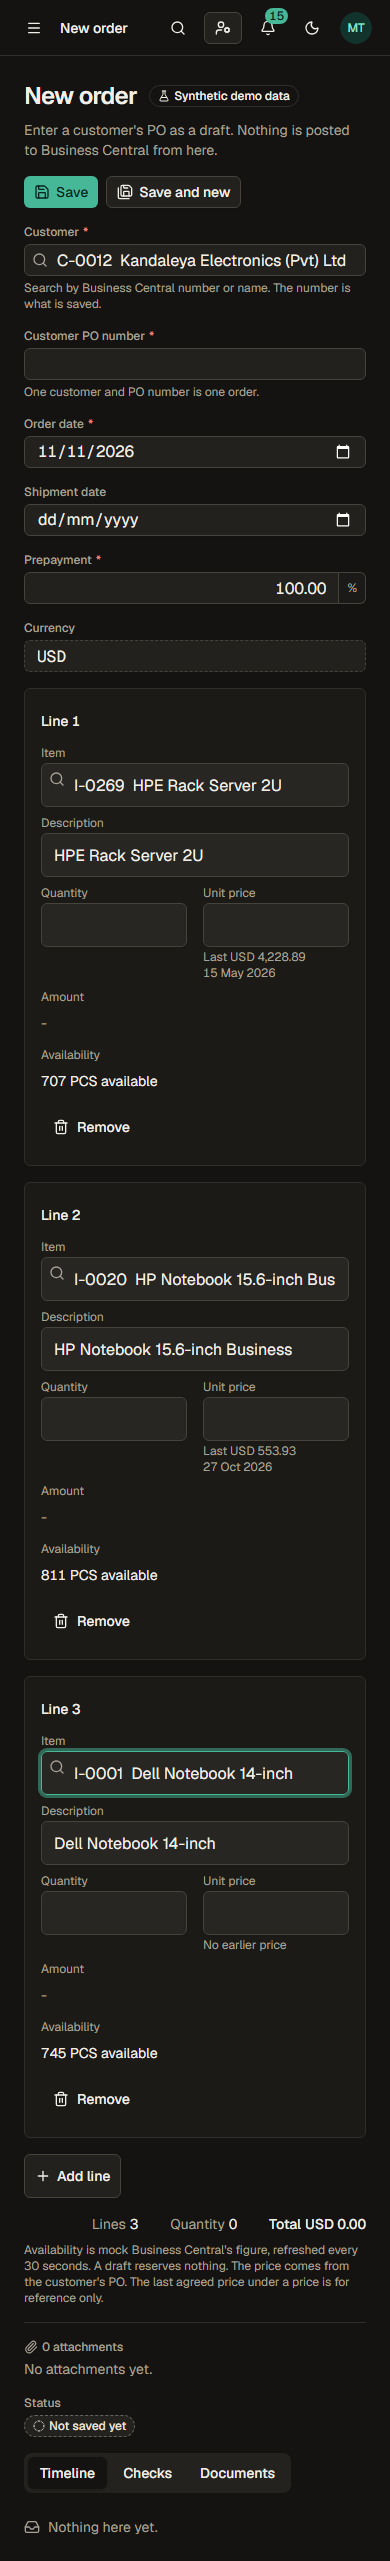 New order
15
MT
New order
Synthetic demo data
Enter a customer's PO as a draft. Nothing is posted
to Business Central from here.
Save
Save and new
Customer *
C-0012 Kandaleya Electronics (Pvt) Ltd
Search by Business Central number or name. The number is
what is saved.
Customer PO number *
One customer and PO number is one order.
Order date *
11/11/2026
Shipment date
dd/mm/yyyy
Prepayment *
100.00 %
Currency
USD
Line 1
Item
I-0269 HPE Rack Server 2U
Description
HPE Rack Server 2U
Quantity Unit price
Last USD 4,228.89
15 May 2026
Amount
-
Availability
707 PCS available
Remove
Line 2
Item
I-0020 HP Notebook 15.6-inch Bus
Description
HP Notebook 15.6-inch Business
Quantity Unit price
Last USD 553.93
27 Oct 2026
Amount
-
Availability
811 PCS available
Remove
Line 3
Item
I-0001 Dell Notebook 14-inch
Description
Dell Notebook 14-inch
Quantity Unit price
No earlier price
Amount
-
Availability
745 PCS available
Remove
Add line
Lines 3 Quantity 0 Total USD 0.00
Availability is mock Business Central's figure, refreshed every
30 seconds. A draft reserves nothing. The price comes from
the customer's PO. The last agreed price under a price is for
reference only.
0 attachments
No attachments yet.
Status
Not saved yet
Timeline Checks Documents
Nothing here yet.